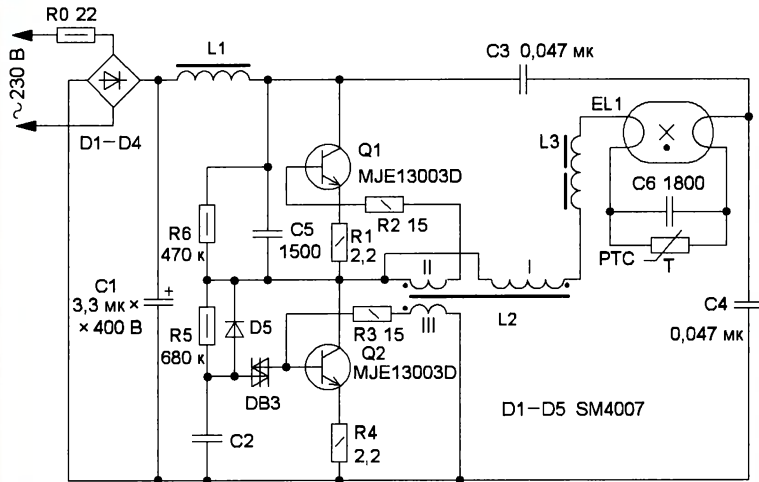 R0 22
~230 В
D1–D4
L1
C3 0,047 мк
EL1
L3
C6 1800
PTC
T
C4
0,047 мк
Q1
MJE13003D
R2 15
R1
2,2
R6
470 к
C5
1500
C1
3,3 мк ×
× 400 В
+
R5
680 к
D5
II
I
III
L2
R3 15
Q2
MJE13003D
DB3
C2
R4
2,2
D1–D5 SM4007